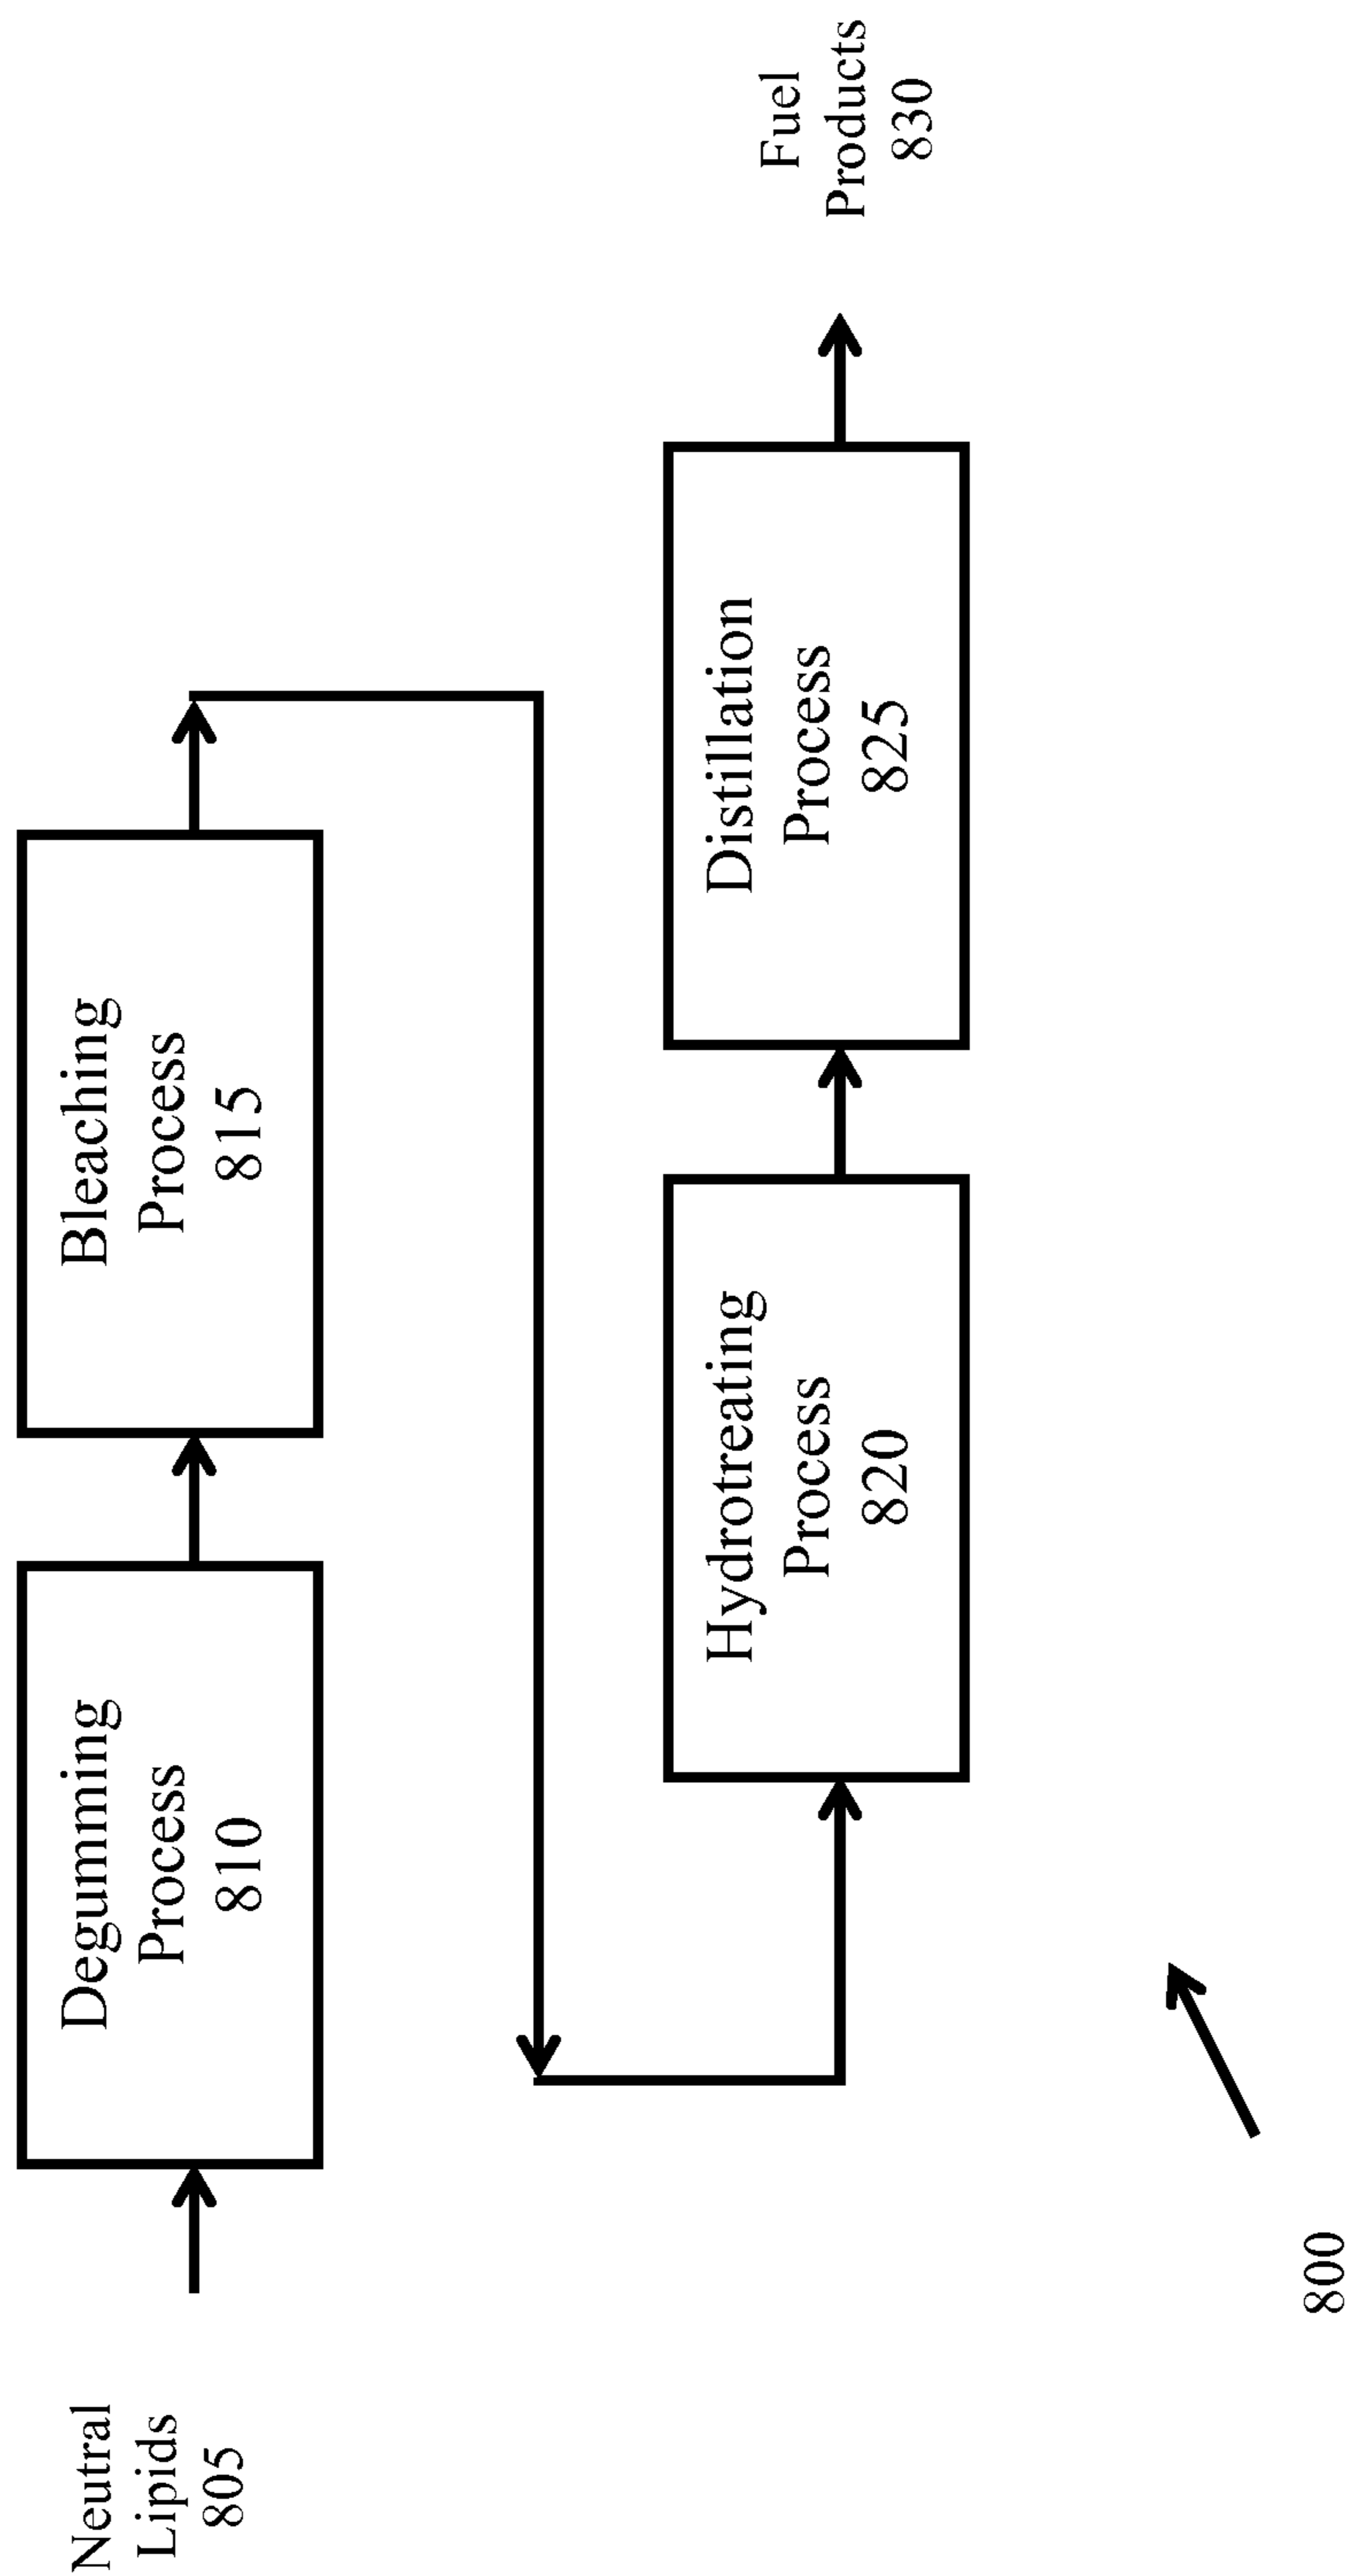 Neutral
Lipids
805
Degumming
Process
810
Bleaching
Process
815
Hydrotreating
Process
820
Distillation
Process
825
Fuel
Products
830
800